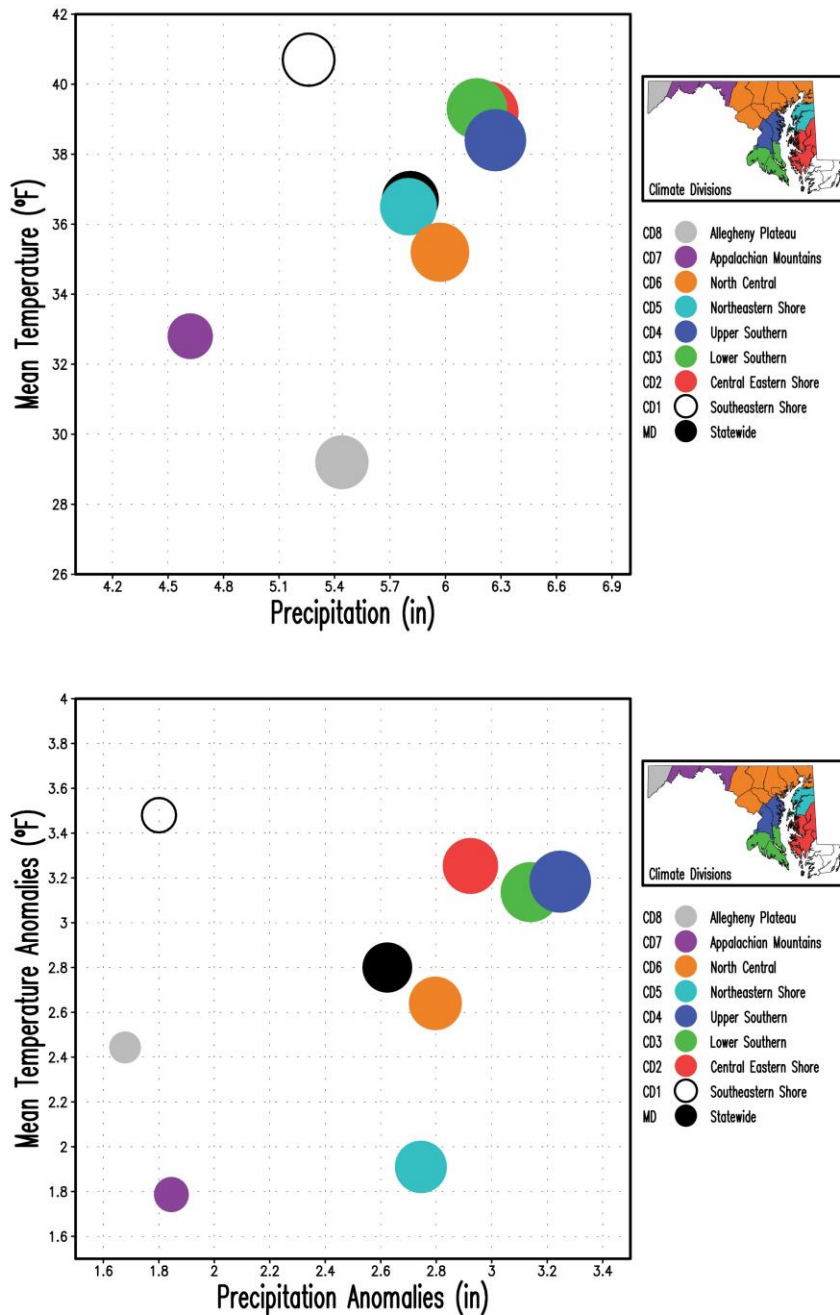 42
40
38
36
34
32
30
28
26
Mean Temperature (ºF)
4.2 4.5 4.8 5.1 5.4 5.7 6 6.3 6.6 6.9
Precipitation (in)
Climate Divisions
CD8 Allegheny Plateau
CD7 Appalachian Mountains
CD6 North Central
CD5 Northeastern Shore
CD4 Upper Southern
CD3 Lower Southern
CD2 Central Eastern Shore
CD1 Southeastern Shore
MD Statewide
4
3.8
3.6
3.4
3.2
3
2.8
2.6
2.4
2.2
2
1.8
1.6
Mean Temperature Anomalies (ºF)
1.6 1.8 2 2.2 2.4 2.6 2.8 3 3.2 3.4
Precipitation Anomalies (in)
Climate Divisions
CD8 Allegheny Plateau
CD7 Appalachian Mountains
CD6 North Central
CD5 Northeastern Shore
CD4 Upper Southern
CD3 Lower Southern
CD2 Central Eastern Shore
CD1 Southeastern Shore
MD Statewide